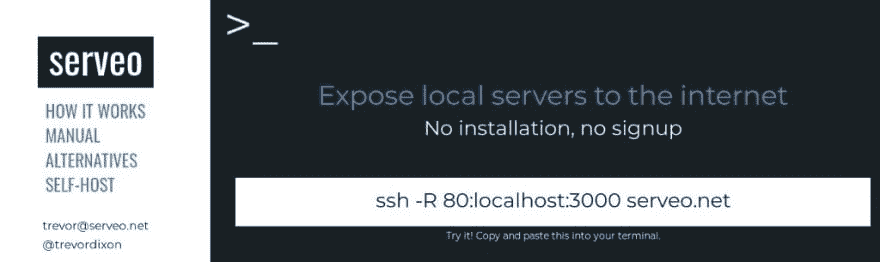 serveo
HOW IT WORKS
MANUAL
ALTERNATIVES
SELF-HOST
trevor@serveo.net
@trevordixon
>_
Expose local servers to the internet
No installation, no signup
ssh -R 80:localhost:3000 serveo.net
Try it! Copy and paste this into your terminal.